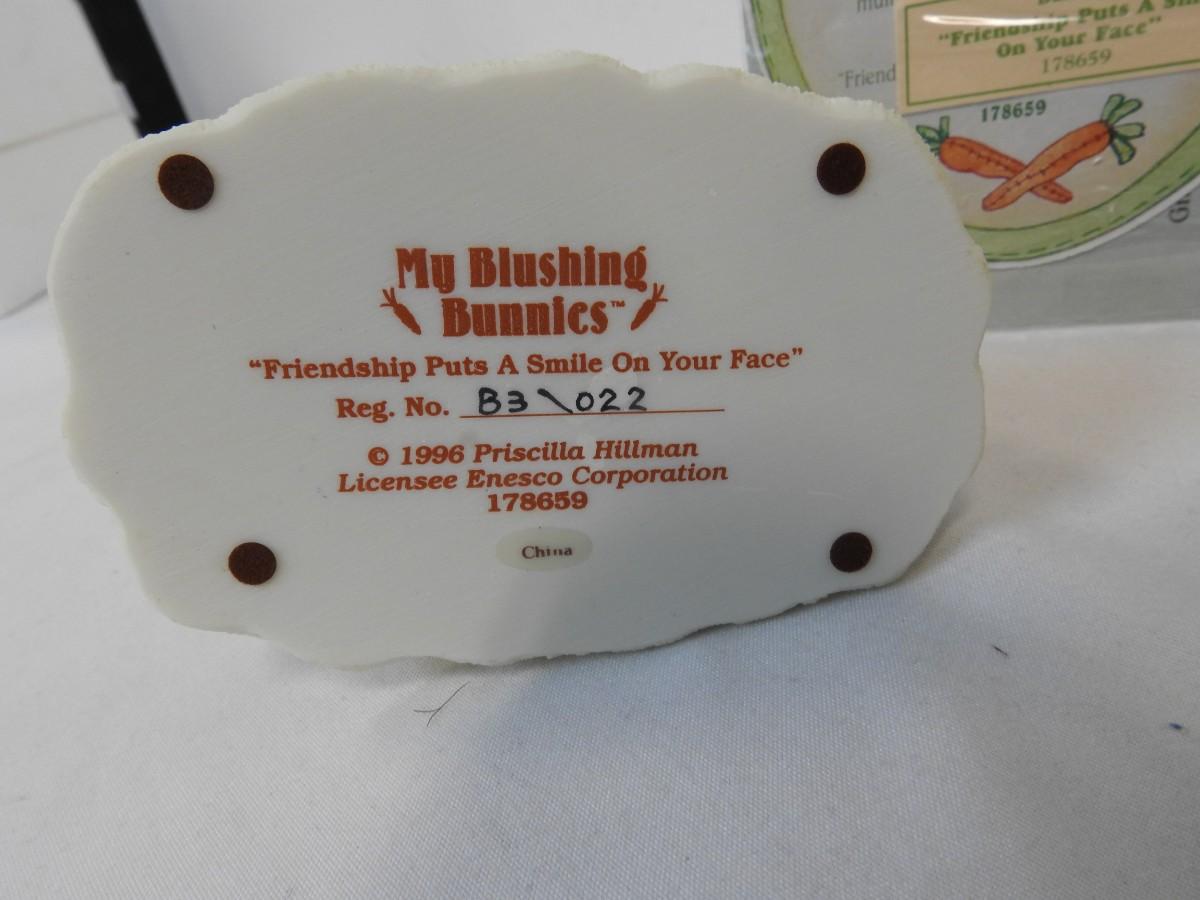 My Blushing
Bunnies™
“Friendship Puts A Smile On Your Face”
Reg. No. B3\022
© 1996 Priscilla Hillman
Licensee Enesco Corporation
178659
China
“Friendship Puts A
On Your Face”
178659
"Friend
178659